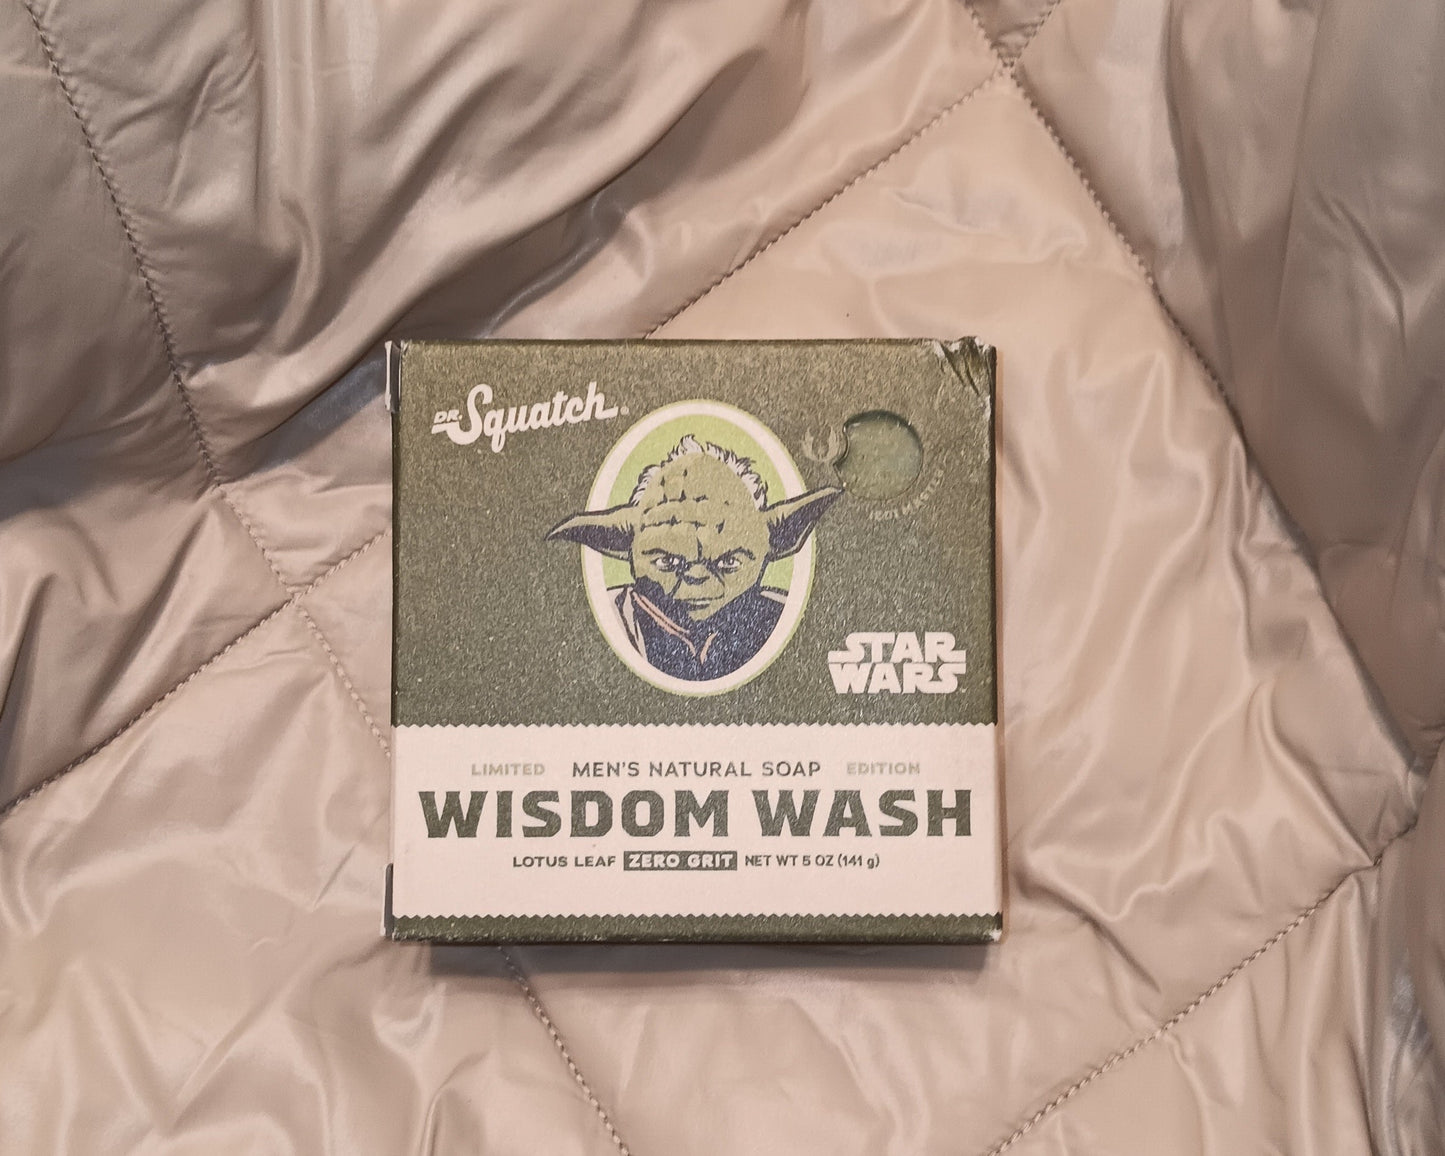 DR. Squatch®
STAR
WARS
LIMITED MEN'S NATURAL SOAP EDITION
WISDOM WASH
LOTUS LEAF ZERO GRIT NET WT 5 OZ (141 g)